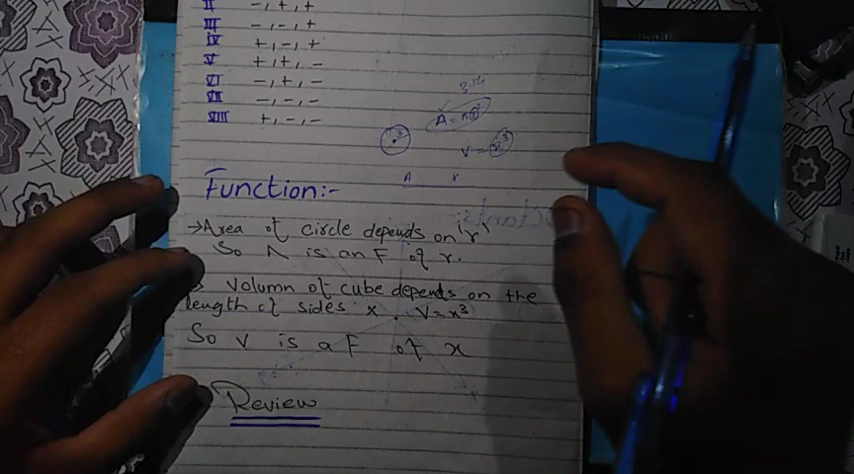 II -,+,+
III -,-,+
IV +,-,+
V +,+,-
VI -,+,-
VII -,-,-
VIII +,-,-
3.14
A=πr²
V=x³
A r
Function:-
→Area of circle depends on 'r'
So A is an F of r.
Volumn of cube depends on the
length of sides x. V=x³
So V is a F of x
Review